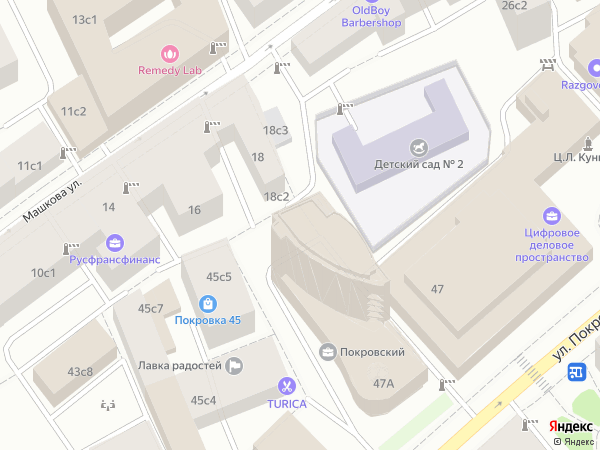 26с2
OldBoy
Barbershop
13с1
Remedy Lab
Razgov
11с2
18с3
11с1
18
Детский сад № 2
Ц.Л. Кун
Машкова ул.
14
16
18с2
Русфрансфинанс
Цифровое
деловое
пространство
10с1
45с5
47
45с7
Покровка 45
ул. Покро
43с8
Лавка радостей
Покровский
45с4
TURICA
47А
Яндекс
© Яндекс